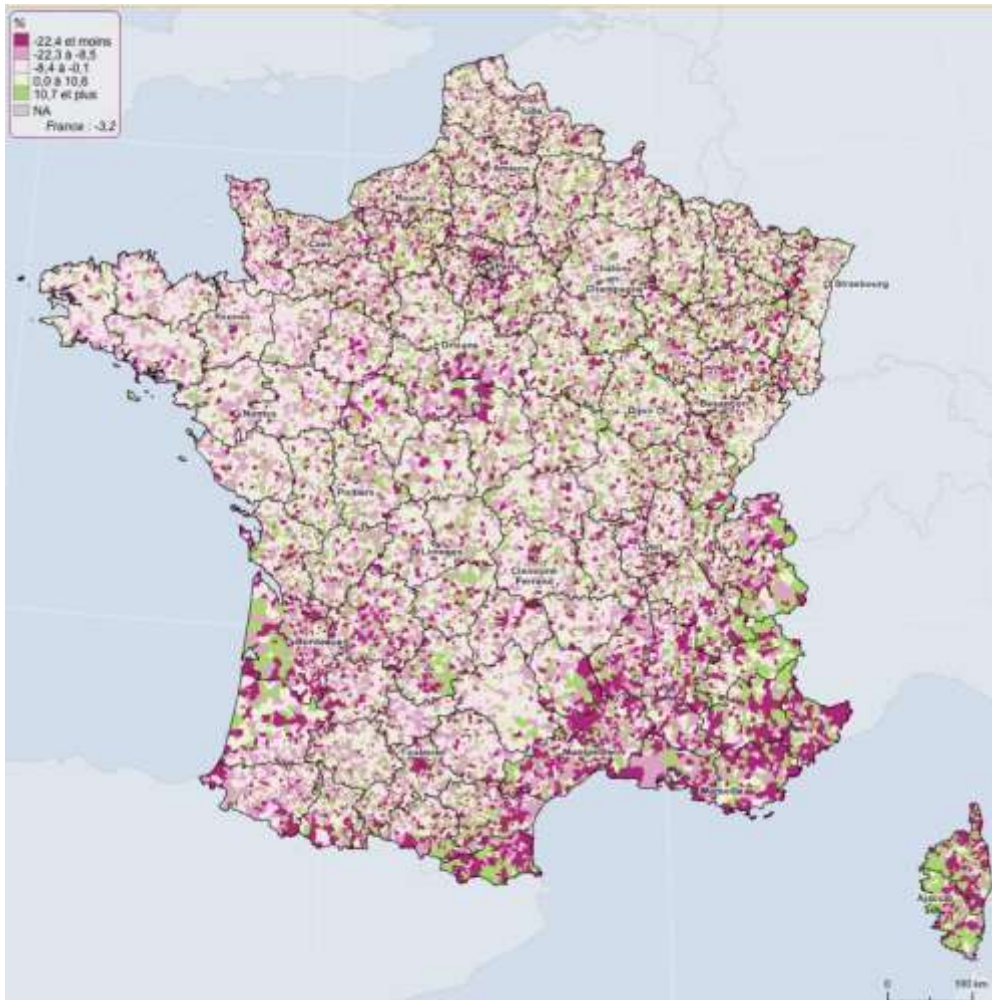 %
-22,4 et moins
-22,3 à -8,5
-8,4 à -0,1
0,0 à 10,6
10,7 et plus
NA
France : -3,2
Lille
Amiens
Rouen
Caen
Paris
Châlons
Champagne
Strasbourg
Rennes
Orléans
Nantes
Dijon
Besançon
Poitiers
Limoges
Clermont
Ferrand
Lyon
Bordeaux
Toulouse
Montpellier
Marseille
Ajaccio
0
100 km